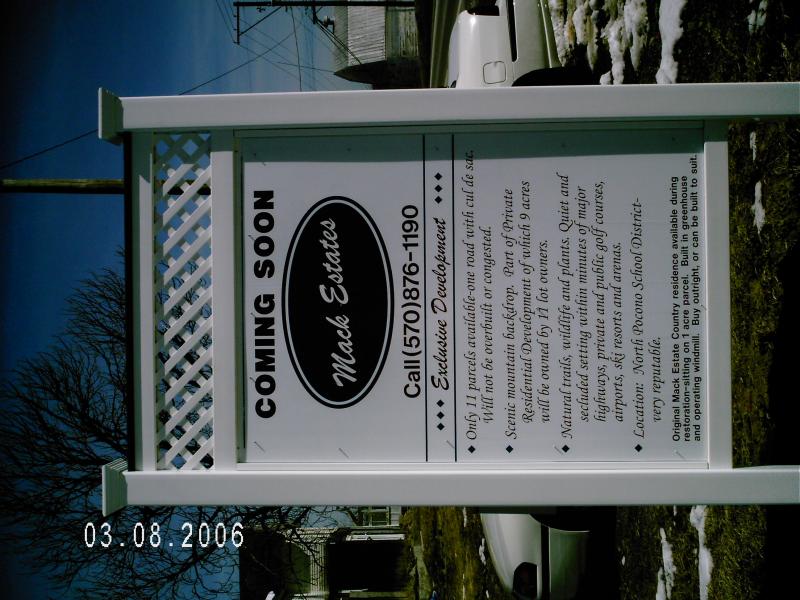 COMING SOON
Mack Estates
Call(570)876-1190
Exclusive Development
Only 11 parcels available-one road with cul de sac.
Will not be overbuilt or congested.
Scenic mountain backdrop. Part of Private
Residential Development of which 9 acres
will be owned by 11 lot owners.
Natural trails, wildlife and plants. Quiet and
secluded setting within minutes of major
highways, private and public golf courses,
airports, ski resorts and arenas.
Location: North Pocono School District-
very reputable.
Original Mack Estate Country residence available during
restoration-sitting on 1 acre parcel. Built in greenhouse
and operating windmill. Buy outright, or can be built to suit.
03.08.2006